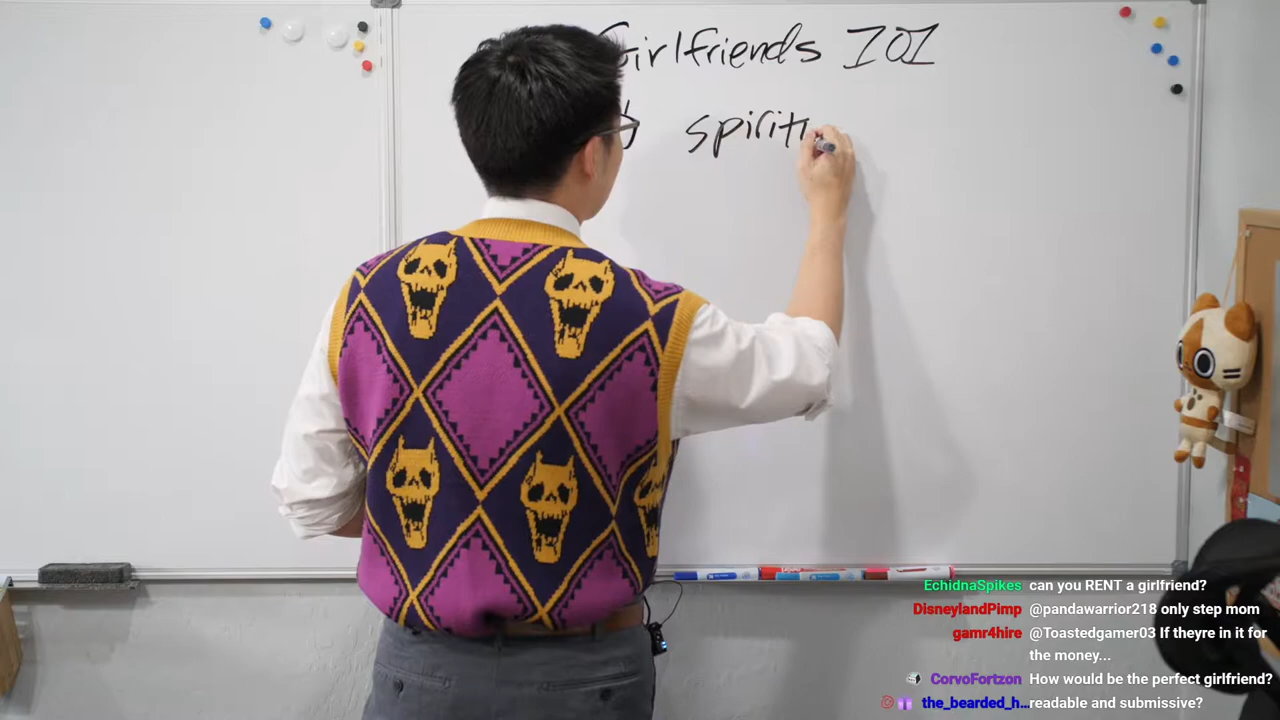 Girlfriends 101
spirit
EchidnaSpikes can you RENT a girlfriend?
DisneylandPimp @pandawarrior218 only step mom
gamr4hire @Toastedgamer03 If theyre in it for
the money...
CorvoFortzon How would be the perfect girlfriend?
the_bearded_h... readable and submissive?